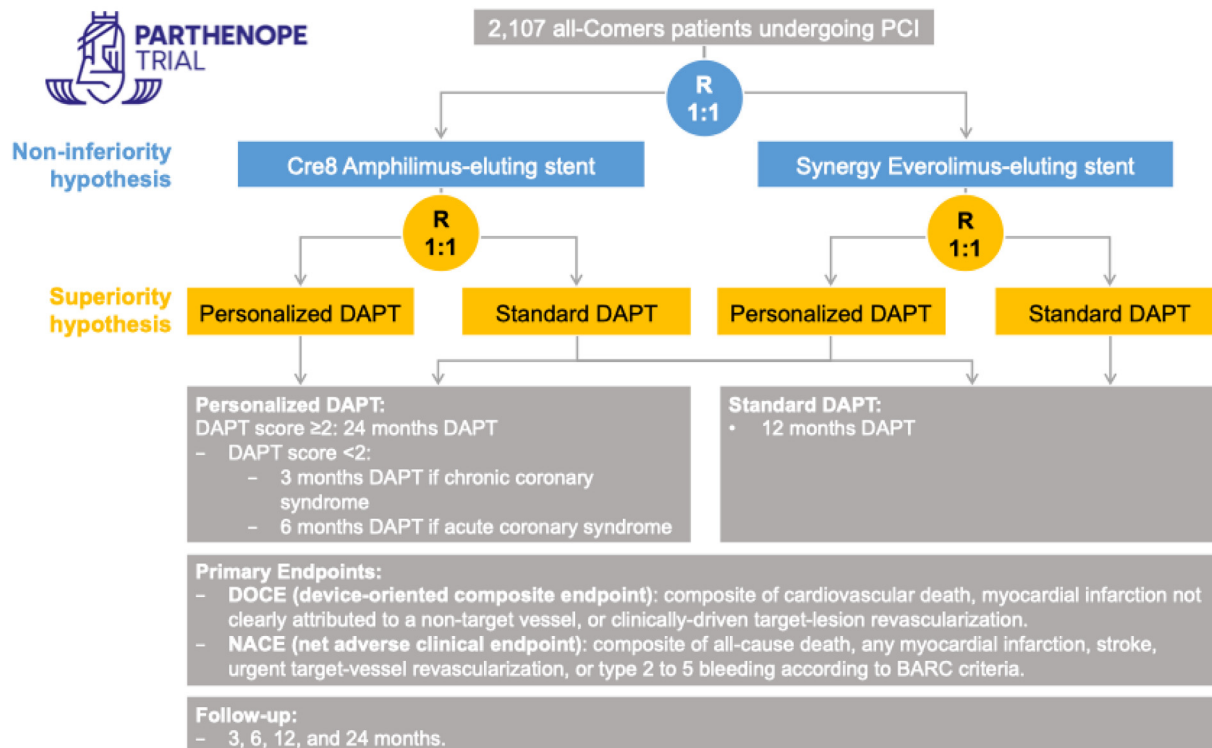 PARTHENOPE
TRIAL
2,107 all-Comers patients undergoing PCI
R
1:1
Non-inferiority
hypothesis
Cre8 Amphilimus-eluting stent
Synergy Everolimus-eluting stent
R
1:1
R
1:1
Superiority
hypothesis
Personalized DAPT
Standard DAPT
Personalized DAPT
Standard DAPT
Personalized DAPT:
DAPT score ≥2: 24 months DAPT
– DAPT score <2:
– 3 months DAPT if chronic coronary
syndrome
– 6 months DAPT if acute coronary syndrome
Standard DAPT:
• 12 months DAPT
Primary Endpoints:
– DOCE (device-oriented composite endpoint): composite of cardiovascular death, myocardial infarction not
clearly attributed to a non-target vessel, or clinically-driven target-lesion revascularization.
– NACE (net adverse clinical endpoint): composite of all-cause death, any myocardial infarction, stroke,
urgent target-vessel revascularization, or type 2 to 5 bleeding according to BARC criteria.
Follow-up:
– 3, 6, 12, and 24 months.